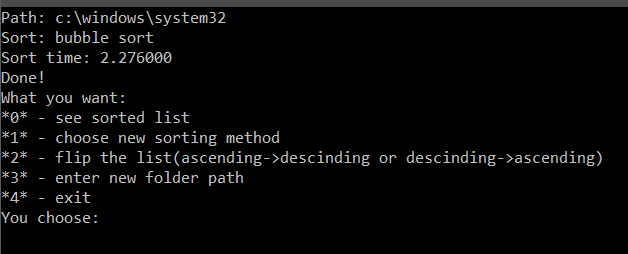 Path: c:\windows\system32
Sort: bubble sort
Sort time: 2.276000
Done!
What you want:
*0* - see sorted list
*1* - choose new sorting method
*2* - flip the list(ascending->descinding or descinding->ascending)
*3* - enter new folder path
*4* - exit
You choose: